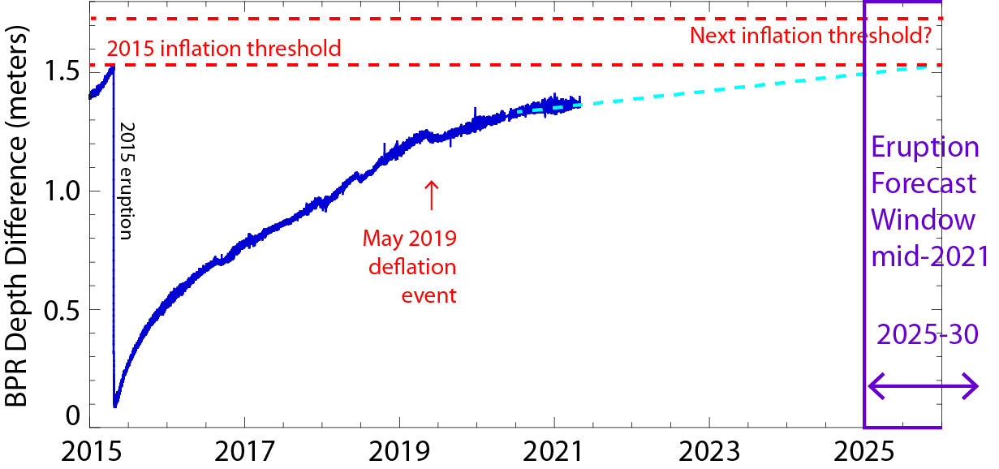 2015 inflation threshold
Next inflation threshold?
BPR Depth Difference (meters)
1.5
1.0
0.5
0
2015 eruption
May 2019
deflation
event
Eruption
Forecast
Window
mid-2021
2025-30
2015
2017
2019
2021
2023
2025